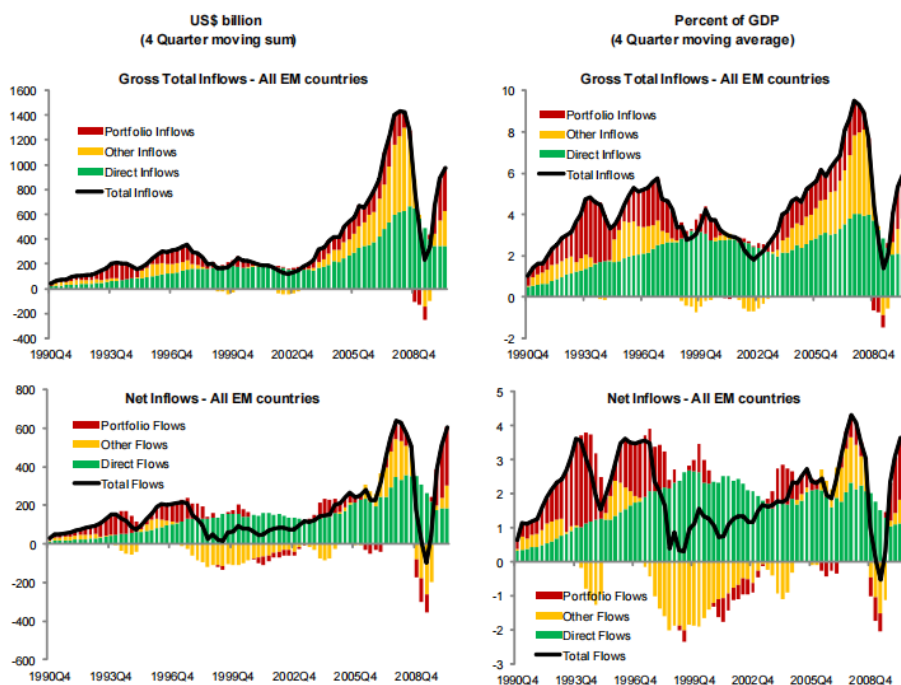 US$ billion
(4 Quarter moving sum)
Percent of GDP
(4 Quarter moving average)
Gross Total Inflows - All EM countries
1600
1400
1200
1000
800
600
400
200
0
-200
-400
Portfolio Inflows
Other Inflows
Direct Inflows
Total Inflows
1990Q4 1993Q4 1996Q4 1999Q4 2002Q4 2005Q4 2008Q4
Gross Total Inflows - All EM countries
10
8
6
4
2
0
-2
Portfolio Inflows
Other Inflows
Direct Inflows
Total Inflows
1990Q4 1993Q4 1996Q4 1999Q4 2002Q4 2005Q4 2008Q4
Net Inflows - All EM countries
800
600
400
200
0
-200
-400
-600
Portfolio Flows
Other Flows
Direct Flows
Total Flows
1990Q4 1993Q4 1996Q4 1999Q4 2002Q4 2005Q4 2008Q4
Net Inflows - All EM countries
5
4
3
2
1
0
-1
-2
-3
Portfolio Flows
Other Flows
Direct Flows
Total Flows
1990Q4 1993Q4 1996Q4 1999Q4 2002Q4 2005Q4 2008Q4